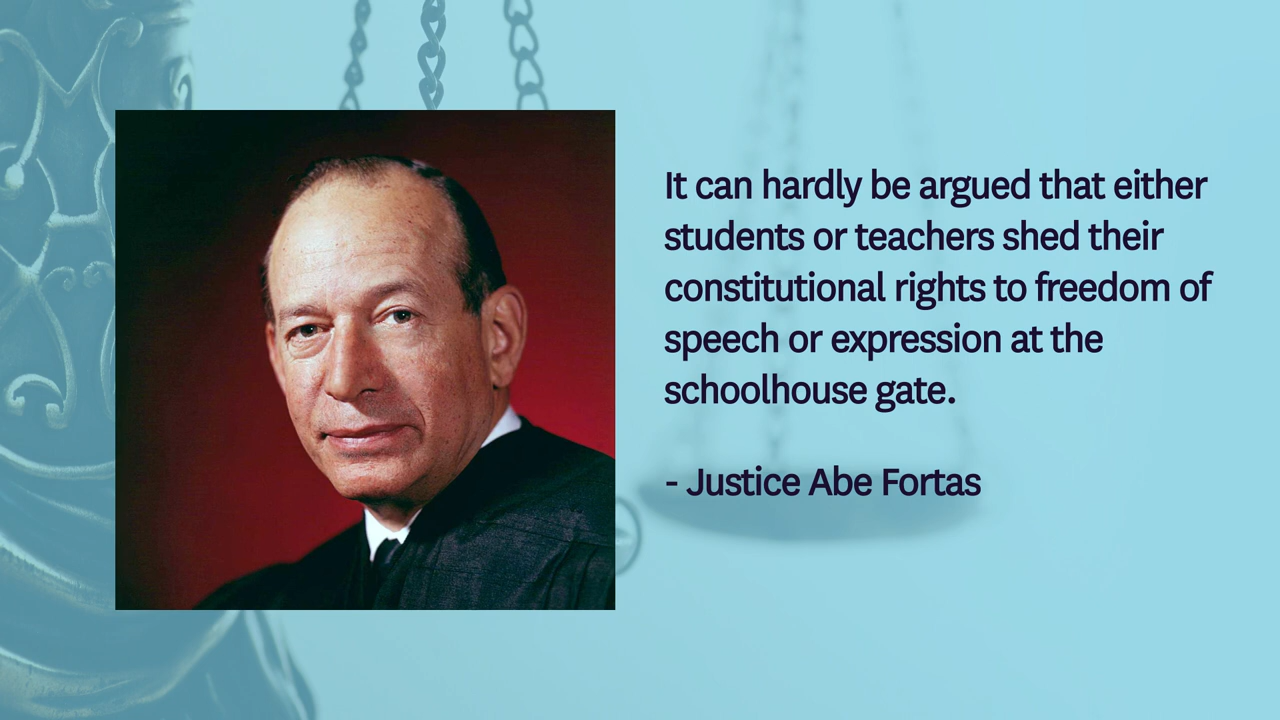 It can hardly be argued that either
students or teachers shed their
constitutional rights to freedom of
speech or expression at the
schoolhouse gate.
- Justice Abe Fortas